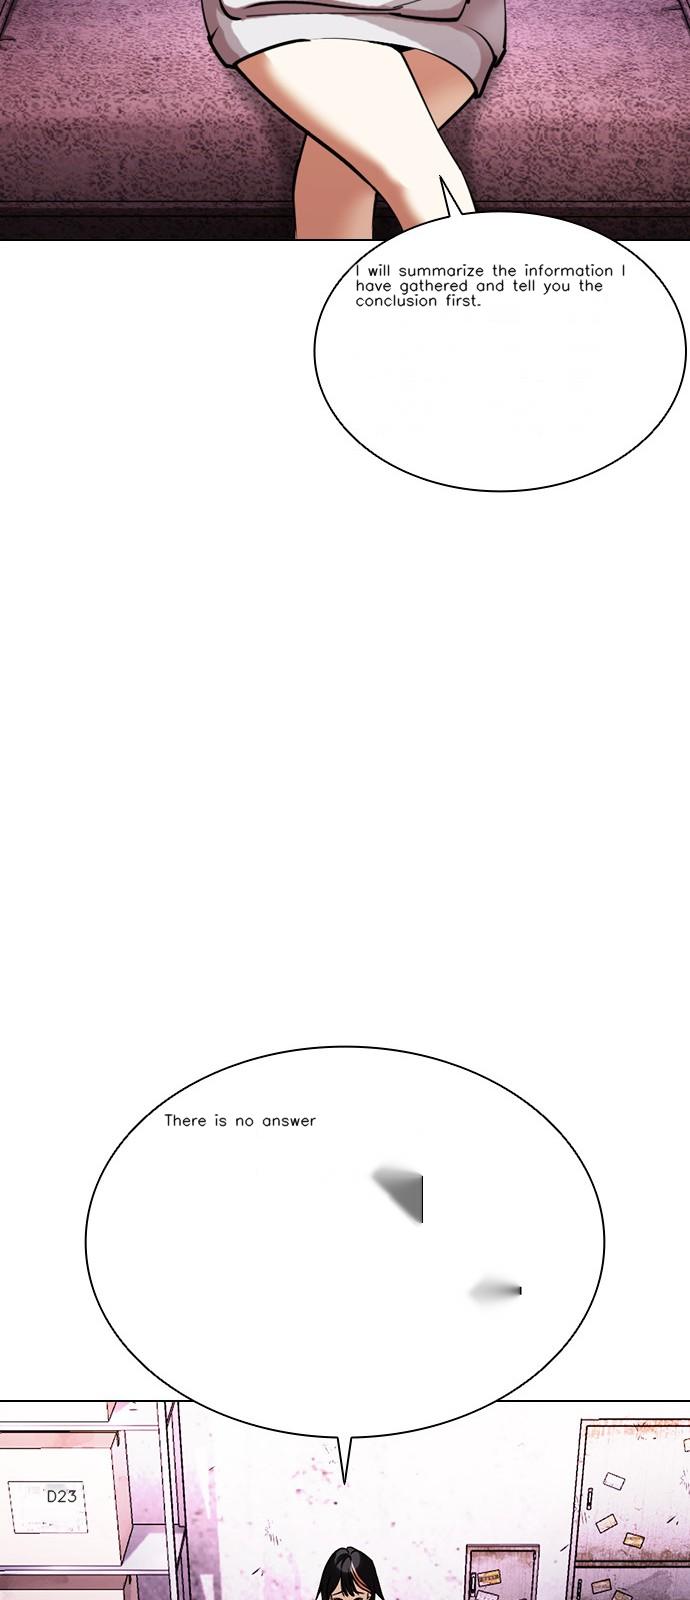 I will summarize the information I
have gathered and tell you the
conclusion first.
There is no answer
D23